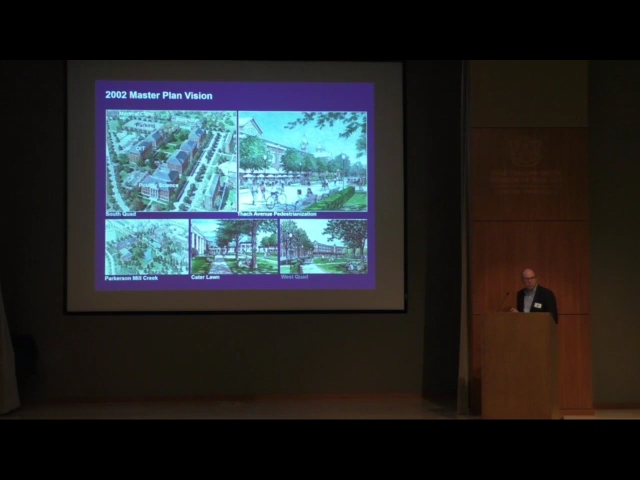 2002 Master Plan Vision
South Quad
Thach Avenue Pedestrianization
Parkerson Mill Creek
Cater Lawn
West Quad